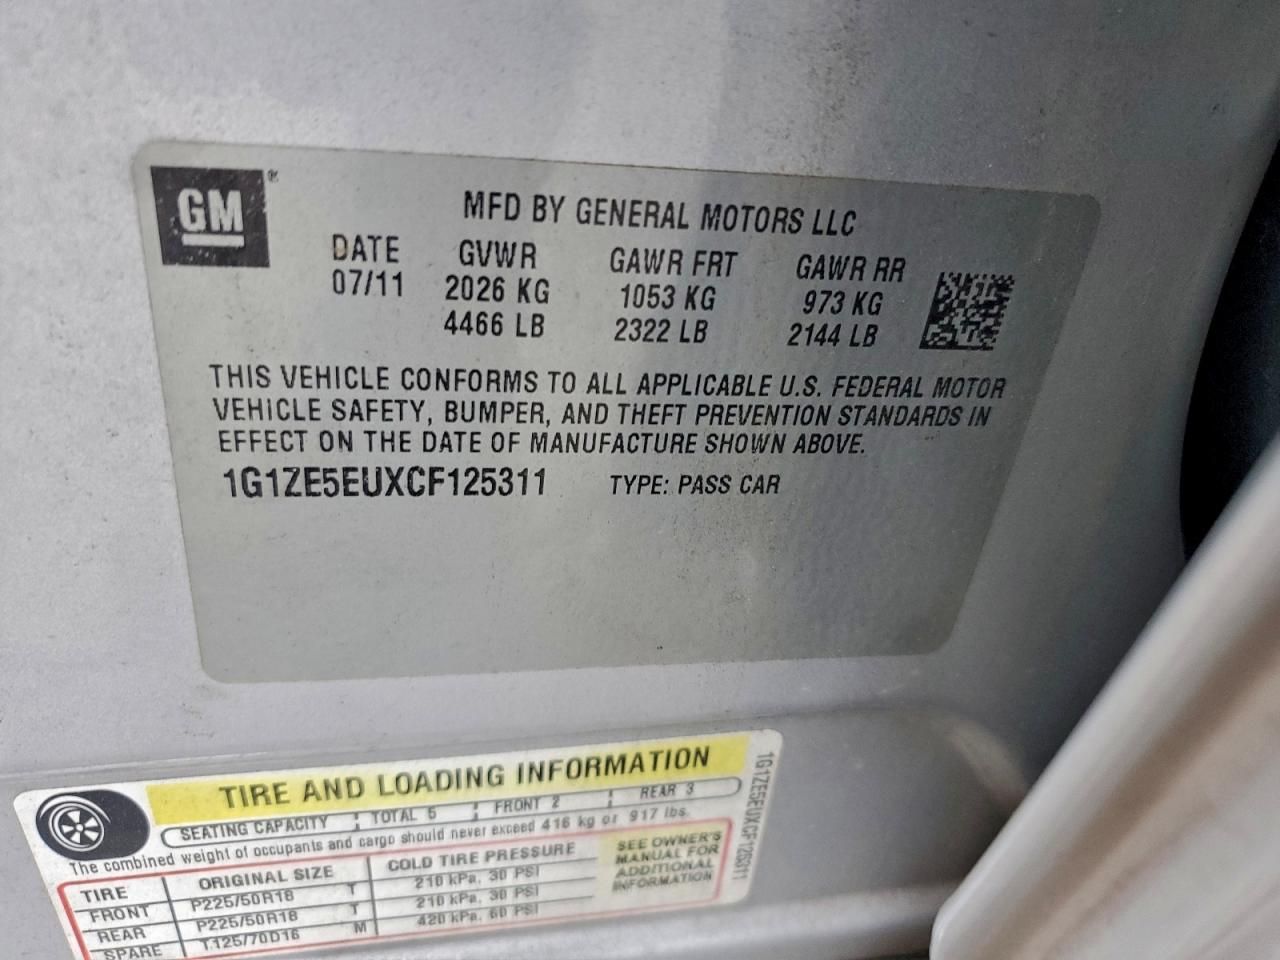 GM®
MFD BY GENERAL MOTORS LLC
DATE GVWR GAWR FRT GAWR RR
07/11 2026 KG 1053 KG 973 KG
4466 LB 2322 LB 2144 LB
THIS VEHICLE CONFORMS TO ALL APPLICABLE U.S. FEDERAL MOTOR
VEHICLE SAFETY, BUMPER, AND THEFT PREVENTION STANDARDS IN
EFFECT ON THE DATE OF MANUFACTURE SHOWN ABOVE.
1G1ZE5EUXCF125311 TYPE: PASS CAR
TIRE AND LOADING INFORMATION
SEATING CAPACITY TOTAL 5 FRONT 2 REAR 3
The combined weight of occupants and cargo should never exceed 416 kg or 917 lbs.
TIRE ORIGINAL SIZE COLD TIRE PRESSURE
FRONT P225/50R18 T 210 kPa, 30 PSI
REAR P225/50R18 T 210 kPa, 30 PSI
SPARE T125/70D16 M 420 kPa, 60 PSI
SEE OWNER'S
MANUAL FOR
ADDITIONAL
INFORMATION
1G1ZE5EUXCF125311